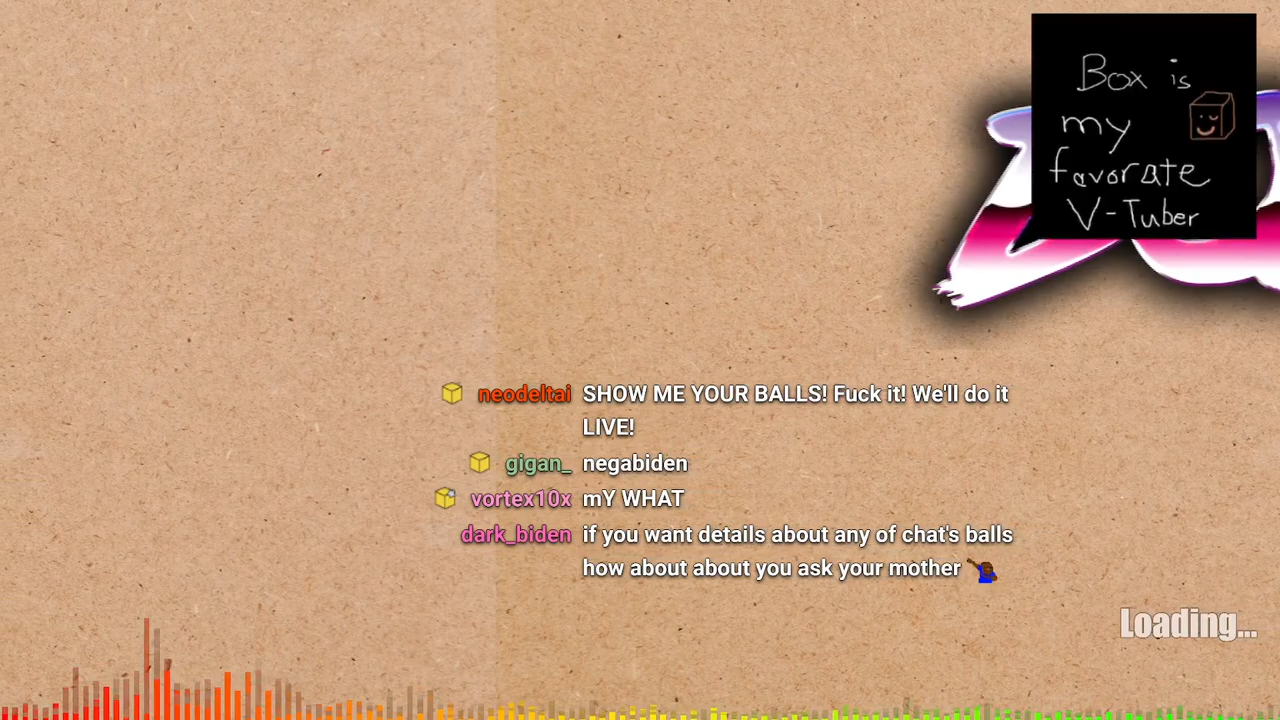 Box is
my
favorate
V-Tuber
neodeltai SHOW ME YOUR BALLS! Fuck it! We'll do it
LIVE!
gigan_ negabiden
vortex10x mY WHAT
dark_biden if you want details about any of chat's balls
how about about you ask your mother
Loading...